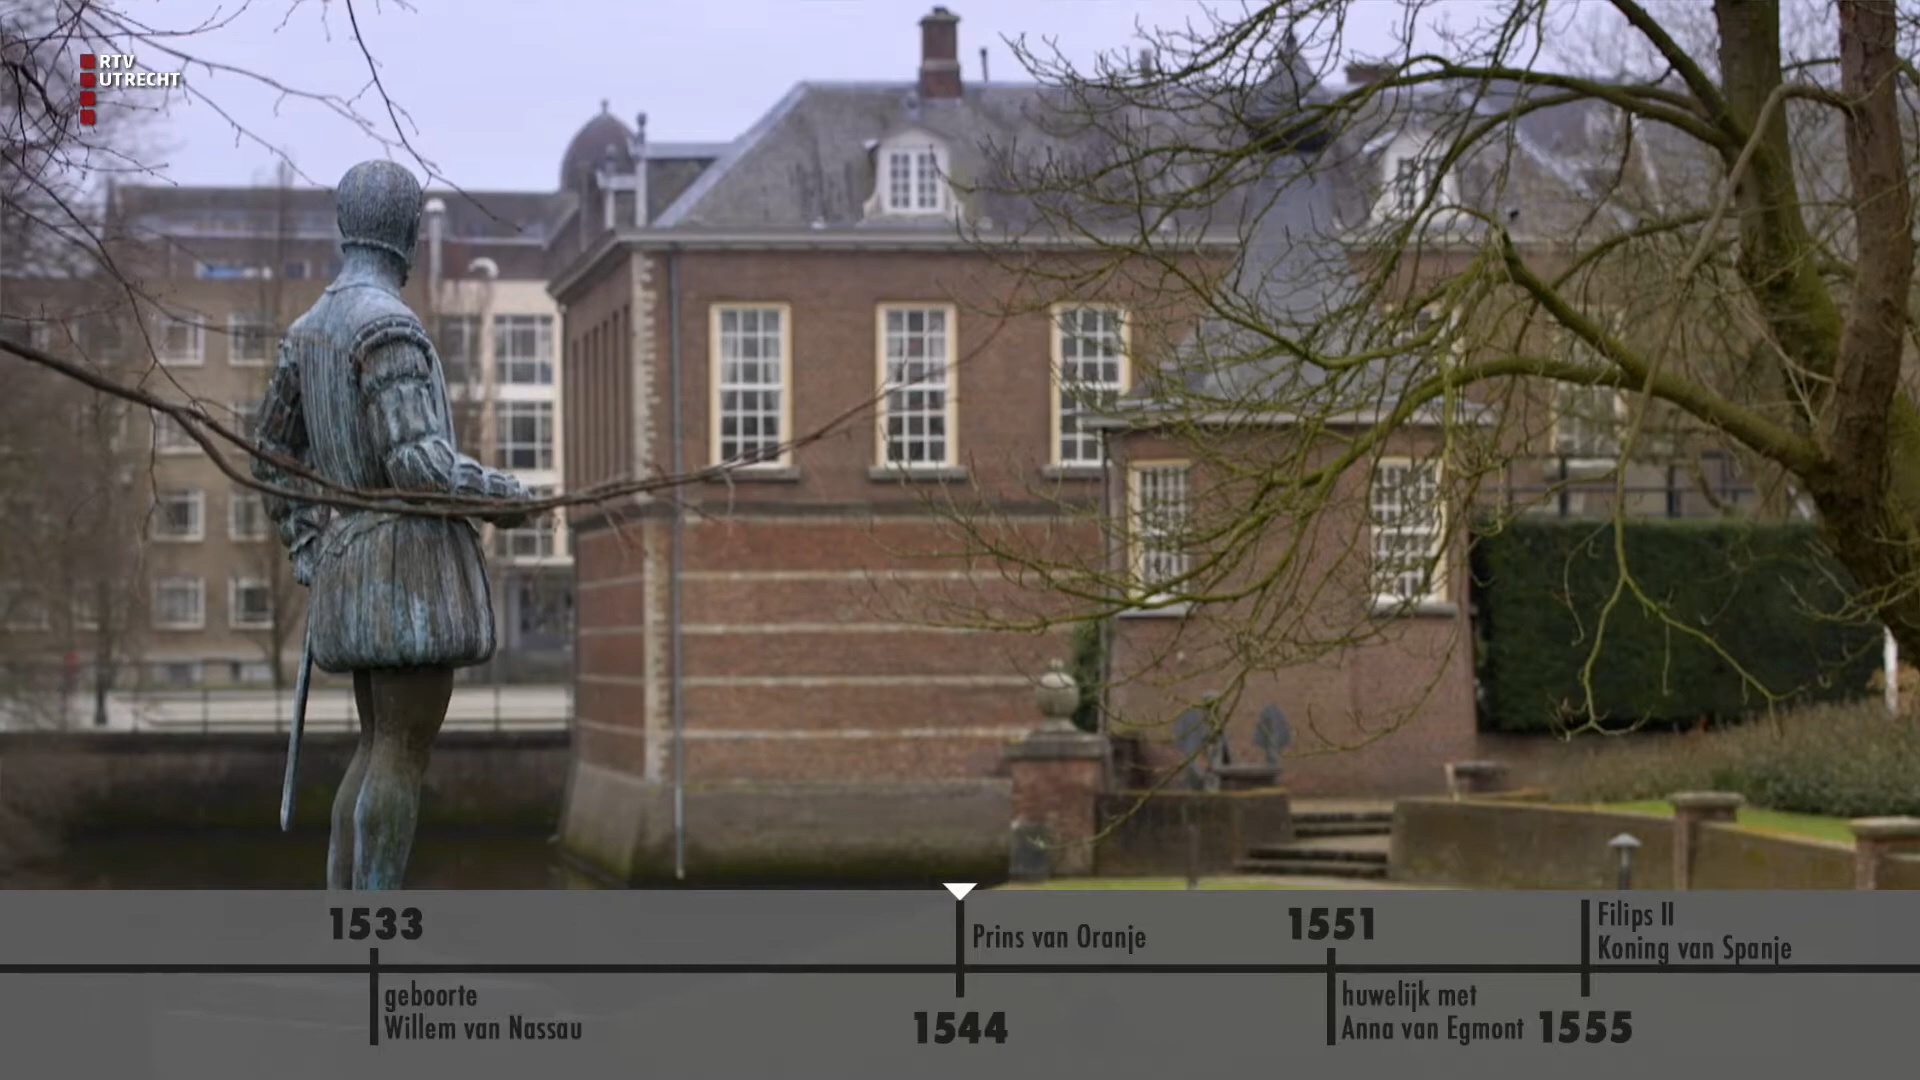 RTV
UTRECHT
1533
geboorte
Willem van Nassau
Prins van Oranje
1544
1551
huwelijk met
Anna van Egmont
Filips II
Koning van Spanje
1555